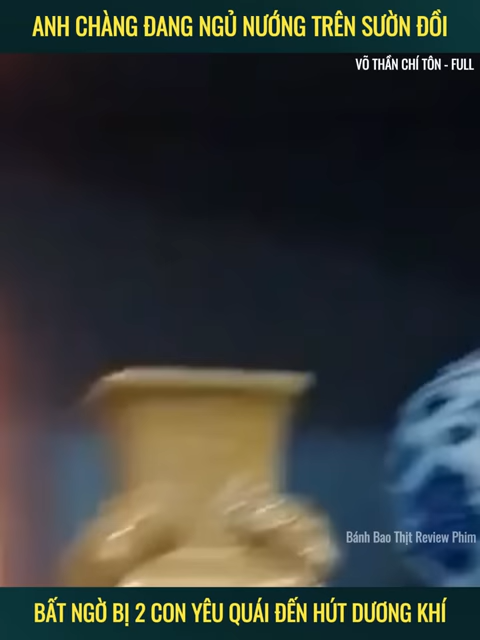 ANH CHÀNG ĐANG NGỦ NƯỚNG TRÊN SƯỜN ĐỒI
VÕ THẦN CHÍ TÔN - FULL
Bánh Bao Thịt Review Phim
BẤT NGỜ BỊ 2 CON YÊU QUÁI ĐẾN HÚT DƯƠNG KHÍ